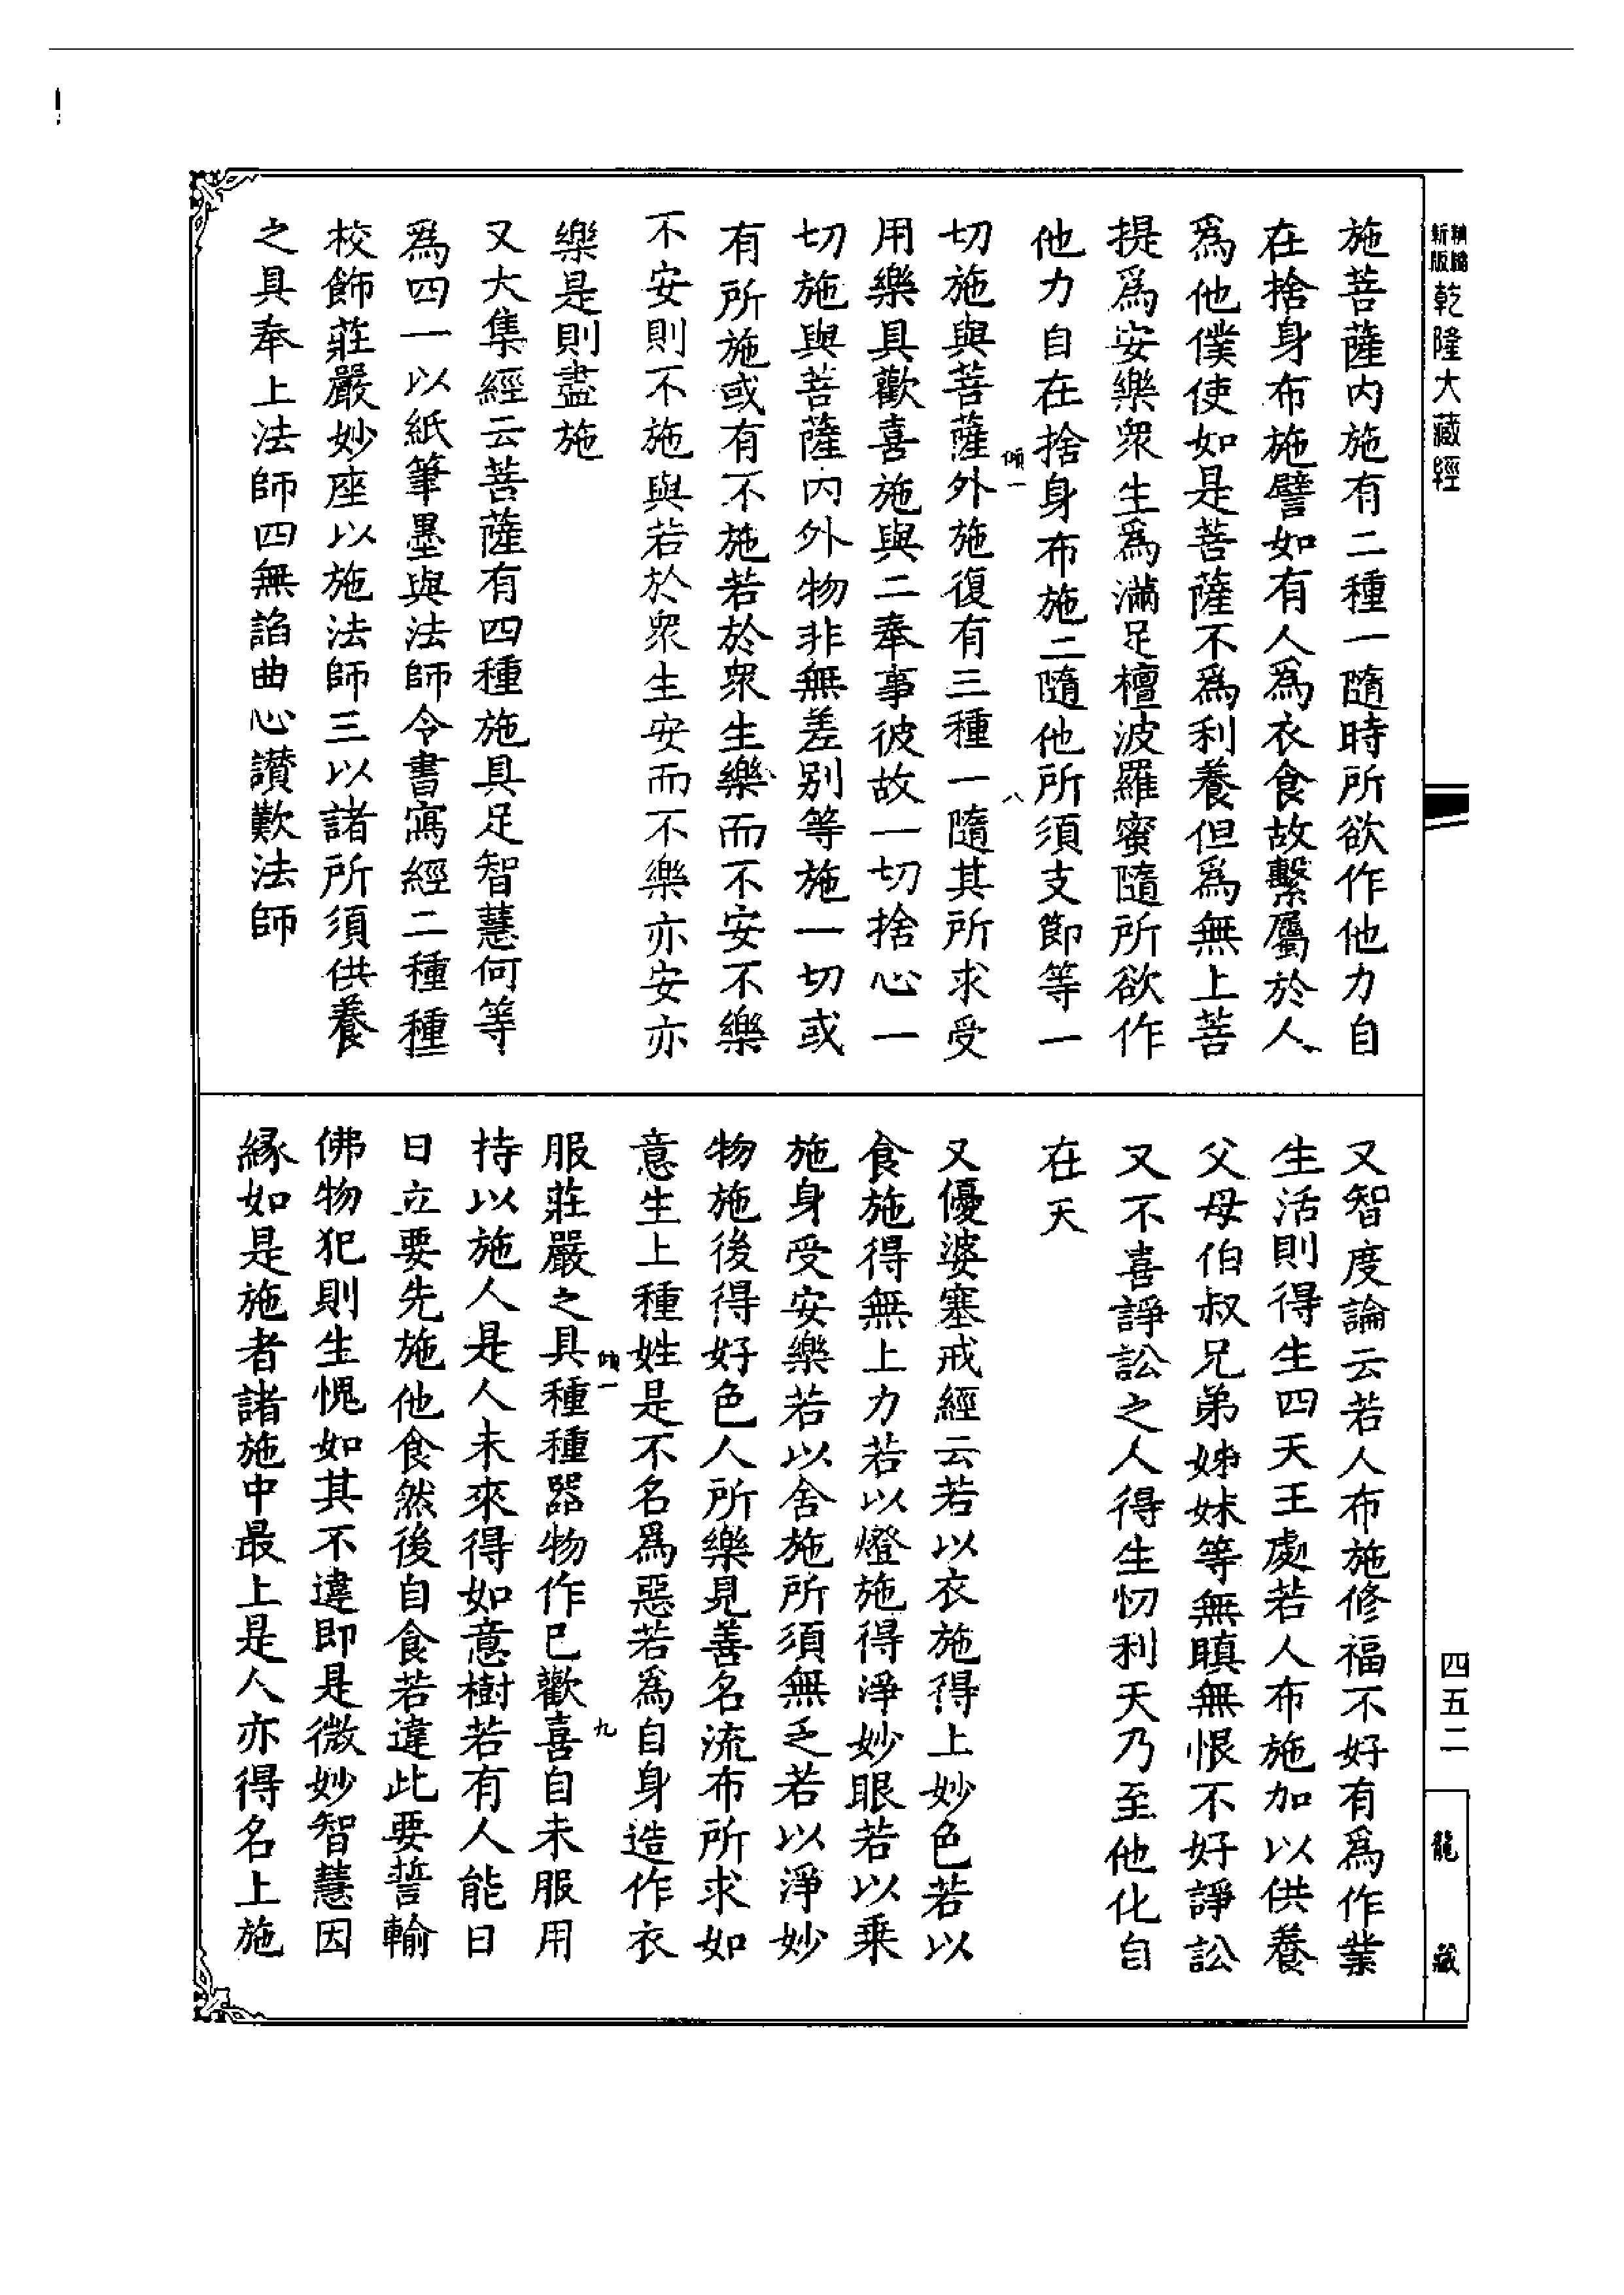 新版精縮乾隆大藏經
施菩薩內施有二種一隨時所欲作他力自
在捨身布施譬如有人爲衣食故繫屬於人
爲他僕使如是菩薩不爲利養但爲無上菩
提爲安樂衆生爲滿足檀波羅蜜隨所欲作
他力自在捨身布施二隨他所須支節等一
八
切施與菩薩外施復有三種一隨其所求受
用樂具歡喜施與二奉事彼故一切捨心一
切施與菩薩內外物非無差別等施一切或
有所施或有不施若於衆生樂而不安不樂
不安則不施與若於衆生安而不樂亦安亦
樂是則盡施
又大集經云菩薩有四種施具足智慧何等
爲四一以紙筆墨與法師令書寫經二種種
校飾莊嚴妙座以施法師三以諸所須供養
之具奉上法師四無諂曲心讃歎法師
又智度論云若人布施修福不好有爲作業
生活則得生四天王處若人布施加以供養
父母伯叔兄弟姊妹等無瞋無恨不好諍訟
又不喜諍訟之人得生忉利天乃至他化自
在天
又優婆塞戒經云若以衣施得上妙色若以
食施得無上力若以燈施得淨妙眼若以乘
施身受安樂若以舍施所須無乏若以淨妙
物施後得好色人所樂見善名流布所求如
意生上種姓是不名爲惡若爲自身造作衣
九
服莊嚴之具種種器物作已歡喜自未服用
持以施人是人未來得如意樹若有人能日
日立要先施他食然後自食若違此要誓輸
佛物犯則生愧如其不違即是微妙智慧因
緣如是施者諸施中最上是人亦得名上施
四五二
龍藏